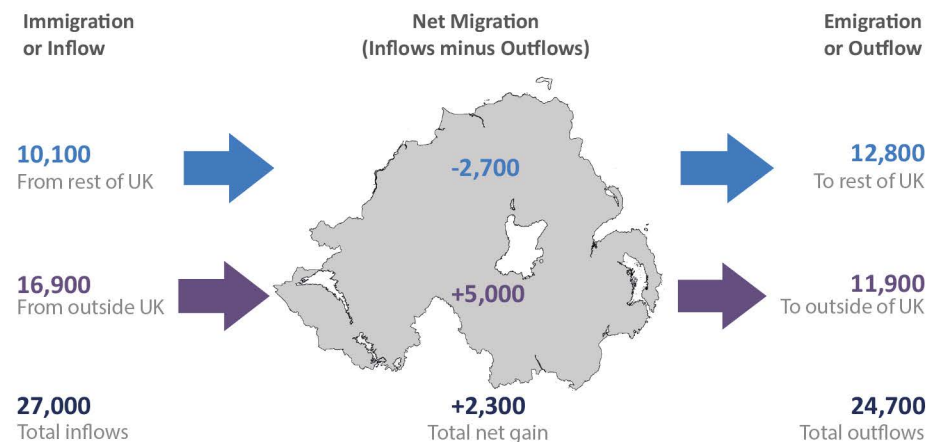 Immigration
or Inflow
Net Migration
(Inflows minus Outflows)
Emigration
or Outflow
10,100
From rest of UK
-2,700
12,800
To rest of UK
16,900
From outside UK
+5,000
11,900
To outside of UK
27,000
Total inflows
+2,300
Total net gain
24,700
Total outflows